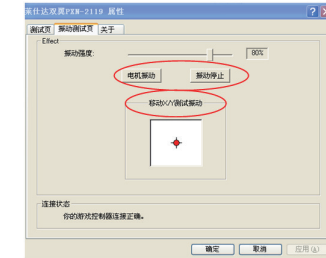 莱仕达双翼PXN-2119 属性
测试页 振动测试页 关于
Effect
振动强度: 80%
电机振动 振动停止
移动X/Y测试振动
连接状态
你的游戏控制器连接正确。
确定 取消 应用(A)